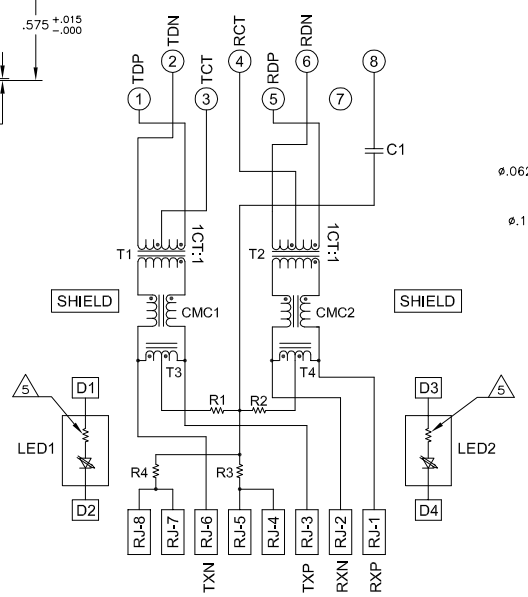 .575 +.015
-.000
TDP
TDN
TCT
RCT
RDP
RDN
1
2
3
4
5
6
7
8
C1
ø.062
ø.1
T1
1CT:1
T2
1CT:1
SHIELD
CMC1
CMC2
SHIELD
T3
T4
5
D1
R1
R2
D3
5
LED1
R4
R3
LED2
D2
D4
RJ-8
RJ-7
RJ-6
RJ-5
RJ-4
RJ-3
RJ-2
RJ-1
TXN
TXP
RXN
RXP